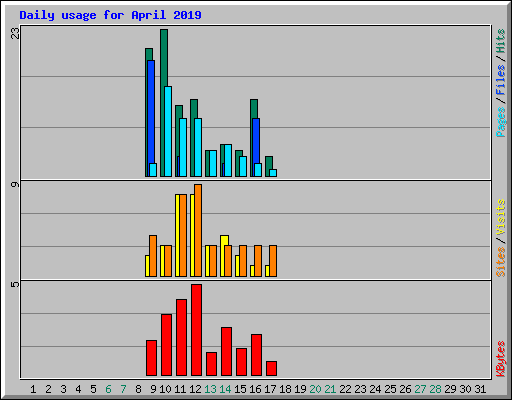 Daily usage for April 2019
23
Pages / Files / Hits
9
Sites / Visits
5
KBytes
1 2 3 4 5 6 7 8 9 10 11 12 13 14 15 16 17 18 19 20 21 22 23 24 25 26 27 28 29 30 31